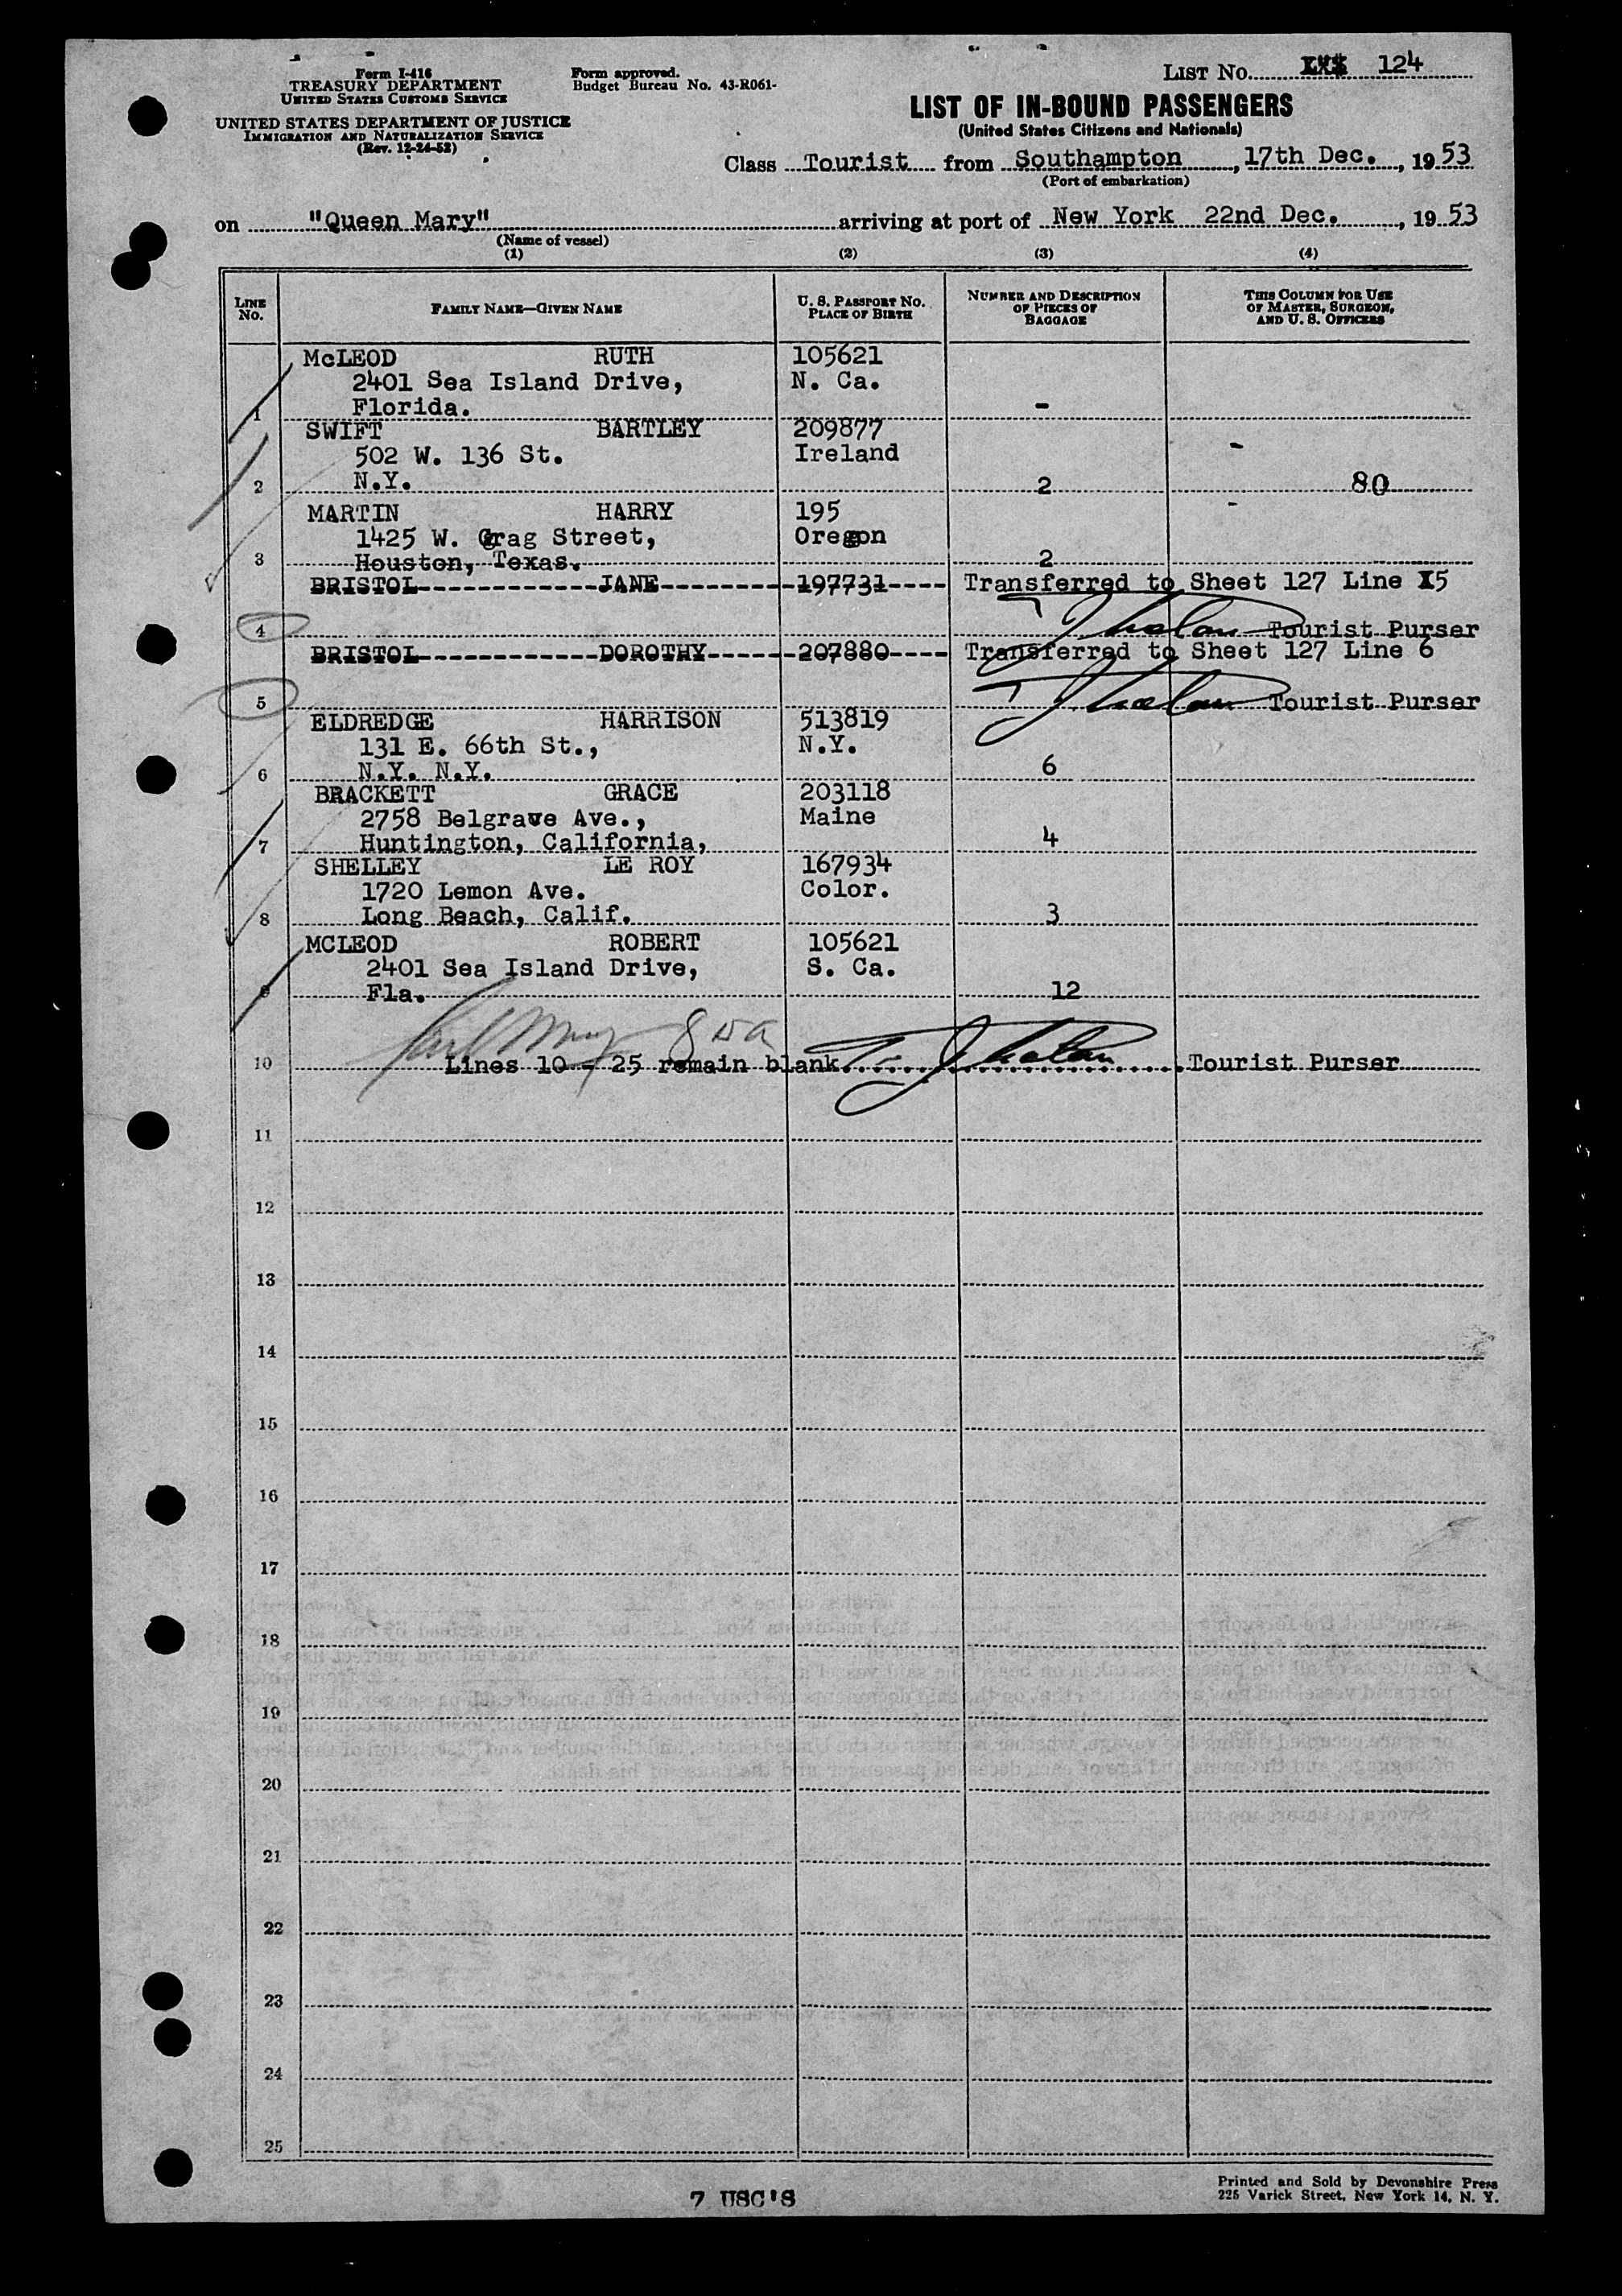 Form I-416
TREASURY DEPARTMENT
UNITED STATES CUSTOMS SERVICE
UNITED STATES DEPARTMENT OF JUSTICE
IMMIGRATION AND NATURALIZATION SERVICE
(Rev. 12-24-52)
Form approved.
Budget Bureau No. 43-R061-
LIST NO. 124
LIST OF IN-BOUND PASSENGERS
(United States Citizens and Nationals)
Class Tourist from Southampton, 17th Dec., 1953
(Port of embarkation)
on "Queen Mary" arriving at port of New York 22nd Dec., 1953
(Name of vessel)
(1) (2) (3) (4)
LINE NO. FAMILY NAME—GIVEN NAME U. S. PASSPORT NO. PLACE OF BIRTH NUMBER AND DESCRIPTION OF PIECES OF BAGGAGE THIS COLUMN FOR USE OF MASTER, SURGEON, AND U. S. OFFICERS
McLEOD RUTH 105621
2401 Sea Island Drive, N. Ca.
1 Florida. -
SWIFT BARTLEY 209877
502 W. 136 St. Ireland -
2 N.Y. 2 80
MARTIN HARRY 195 -
1425 W. Grag Street, Oregon
3 Houston, Texas. 2
BRISTOL JANE 197731 Transferred to Sheet 127 Line 5
4 Tourist Purser
BRISTOL DOROTHY 207880 Transferred to Sheet 127 Line 6
5 Tourist Purser
ELDREDGE HARRISON 513819
131 E. 66th St., N.Y.
6 N.Y. N.Y. 6
BRACKETT GRACE 203118
2758 Belgrave Ave., Maine
7 Huntington, California, 4
SHELLEY LE ROY 167934
1720 Lemon Ave. Color.
8 Long Beach, Calif. 3
MCLEOD ROBERT 105621
2401 Sea Island Drive, S. Ca.
9 Fla. 12
10 Lines 10 - 25 remain blank Tourist Purser
11
12
13
14
15
16
17
18
19
20
21
22
23
24
25
7 USC'S
Printed and Sold by Devonshire Press
225 Varick Street, New York 14, N. Y.